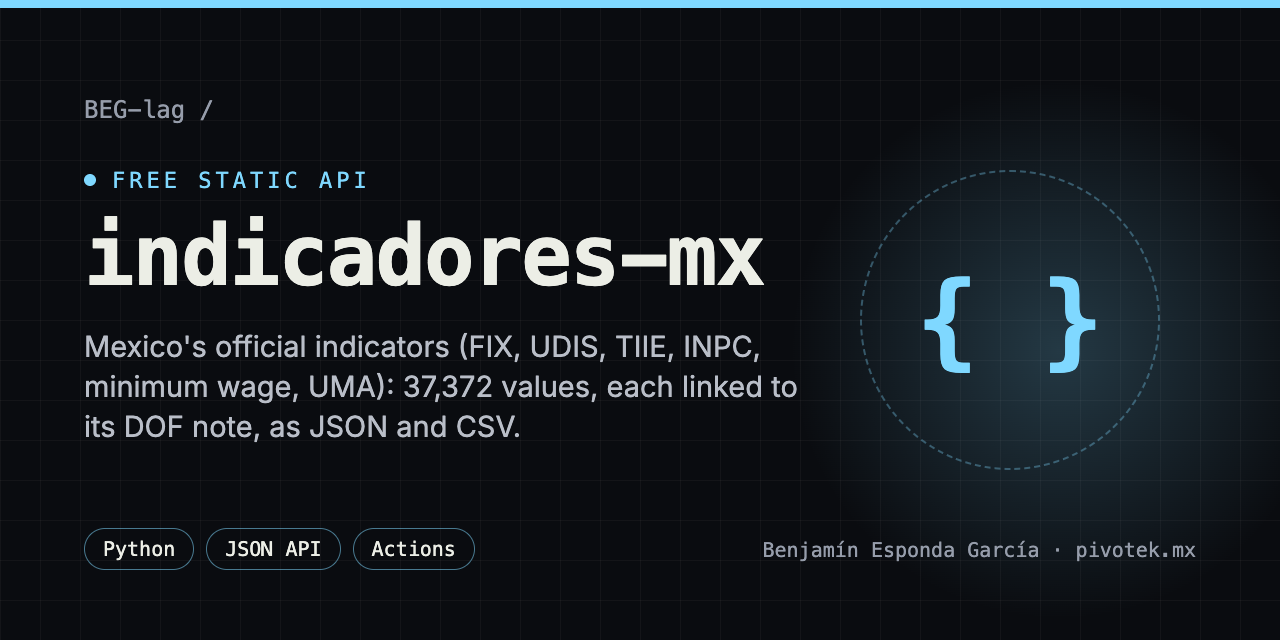 BEG-lag /
FREE STATIC API
indicadores-mx
Mexico's official indicators (FIX, UDIS, TIIE, INPC,
minimum wage, UMA): 37,372 values, each linked to
its DOF note, as JSON and CSV.
{ }
Python JSON API Actions
Benjamín Esponda García · pivotek.mx